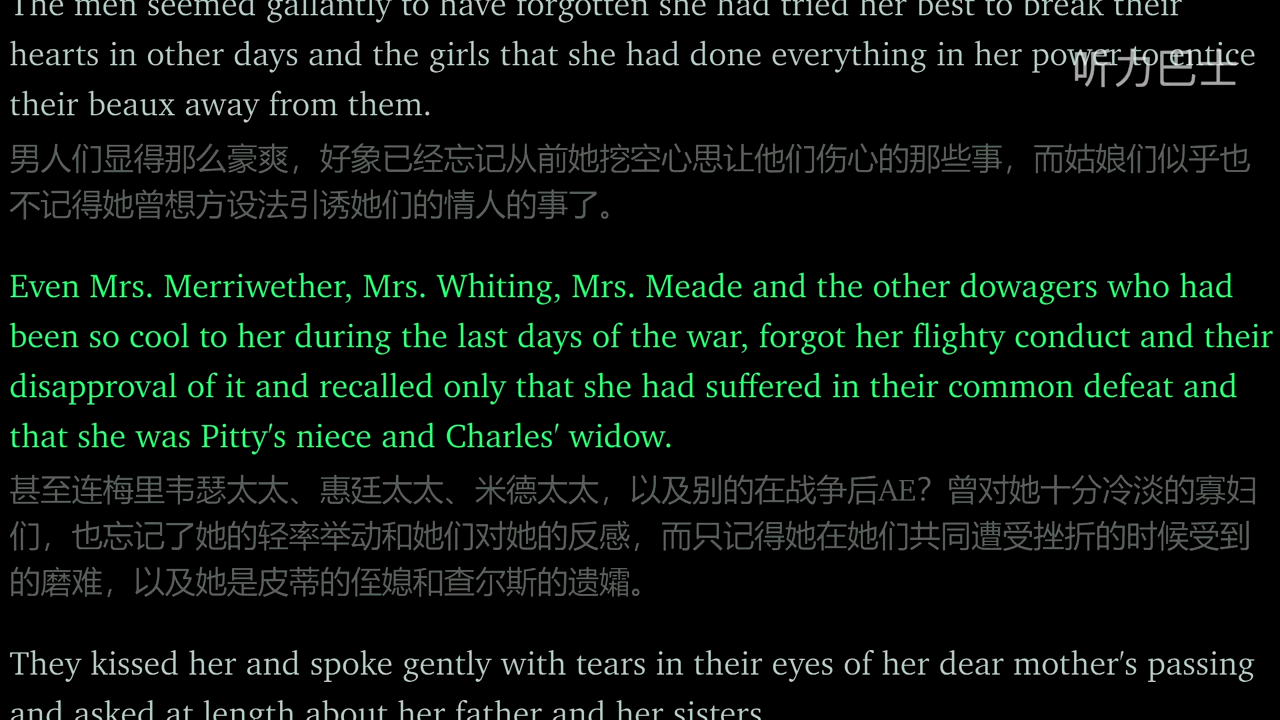 The men seemed gallantly to have forgotten she had tried her best to break their
hearts in other days and the girls that she had done everything in her power to entice
听力巴士
their beaux away from them.
男人们显得那么豪爽，好象已经忘记从前她挖空心思让他们伤心的那些事，而姑娘们似乎也
不记得她曾想方设法引诱她们的情人的事了。
Even Mrs. Merriwether, Mrs. Whiting, Mrs. Meade and the other dowagers who had
been so cool to her during the last days of the war, forgot her flighty conduct and their
disapproval of it and recalled only that she had suffered in their common defeat and
that she was Pitty's niece and Charles' widow.
甚至连梅里韦瑟太太、惠廷太太、米德太太，以及别的在战争后AE？曾对她十分冷淡的寡妇
们，也忘记了她的轻率举动和她们对她的反感，而只记得她在她们共同遭受挫折的时候受到
的磨难，以及她是皮蒂的侄媳和查尔斯的遗孀。
They kissed her and spoke gently with tears in their eyes of her dear mother's passing
and asked at length about her father and her sisters.